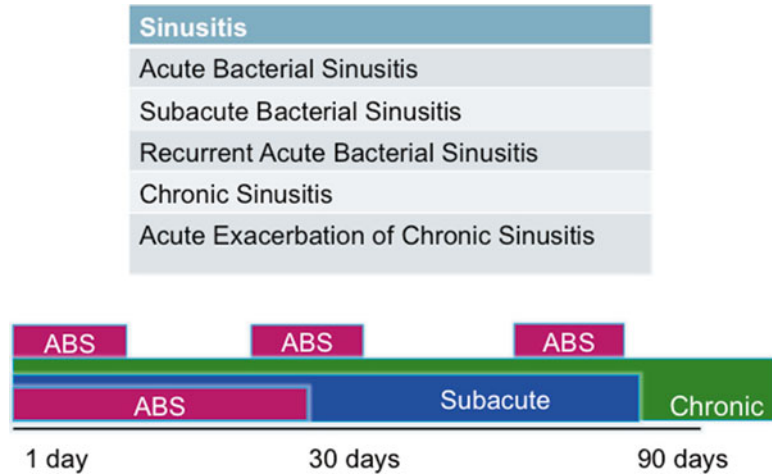 Sinusitis
Acute Bacterial Sinusitis
Subacute Bacterial Sinusitis
Recurrent Acute Bacterial Sinusitis
Chronic Sinusitis
Acute Exacerbation of Chronic Sinusitis
ABS ABS ABS
ABS Subacute Chronic
1 day 30 days 90 days